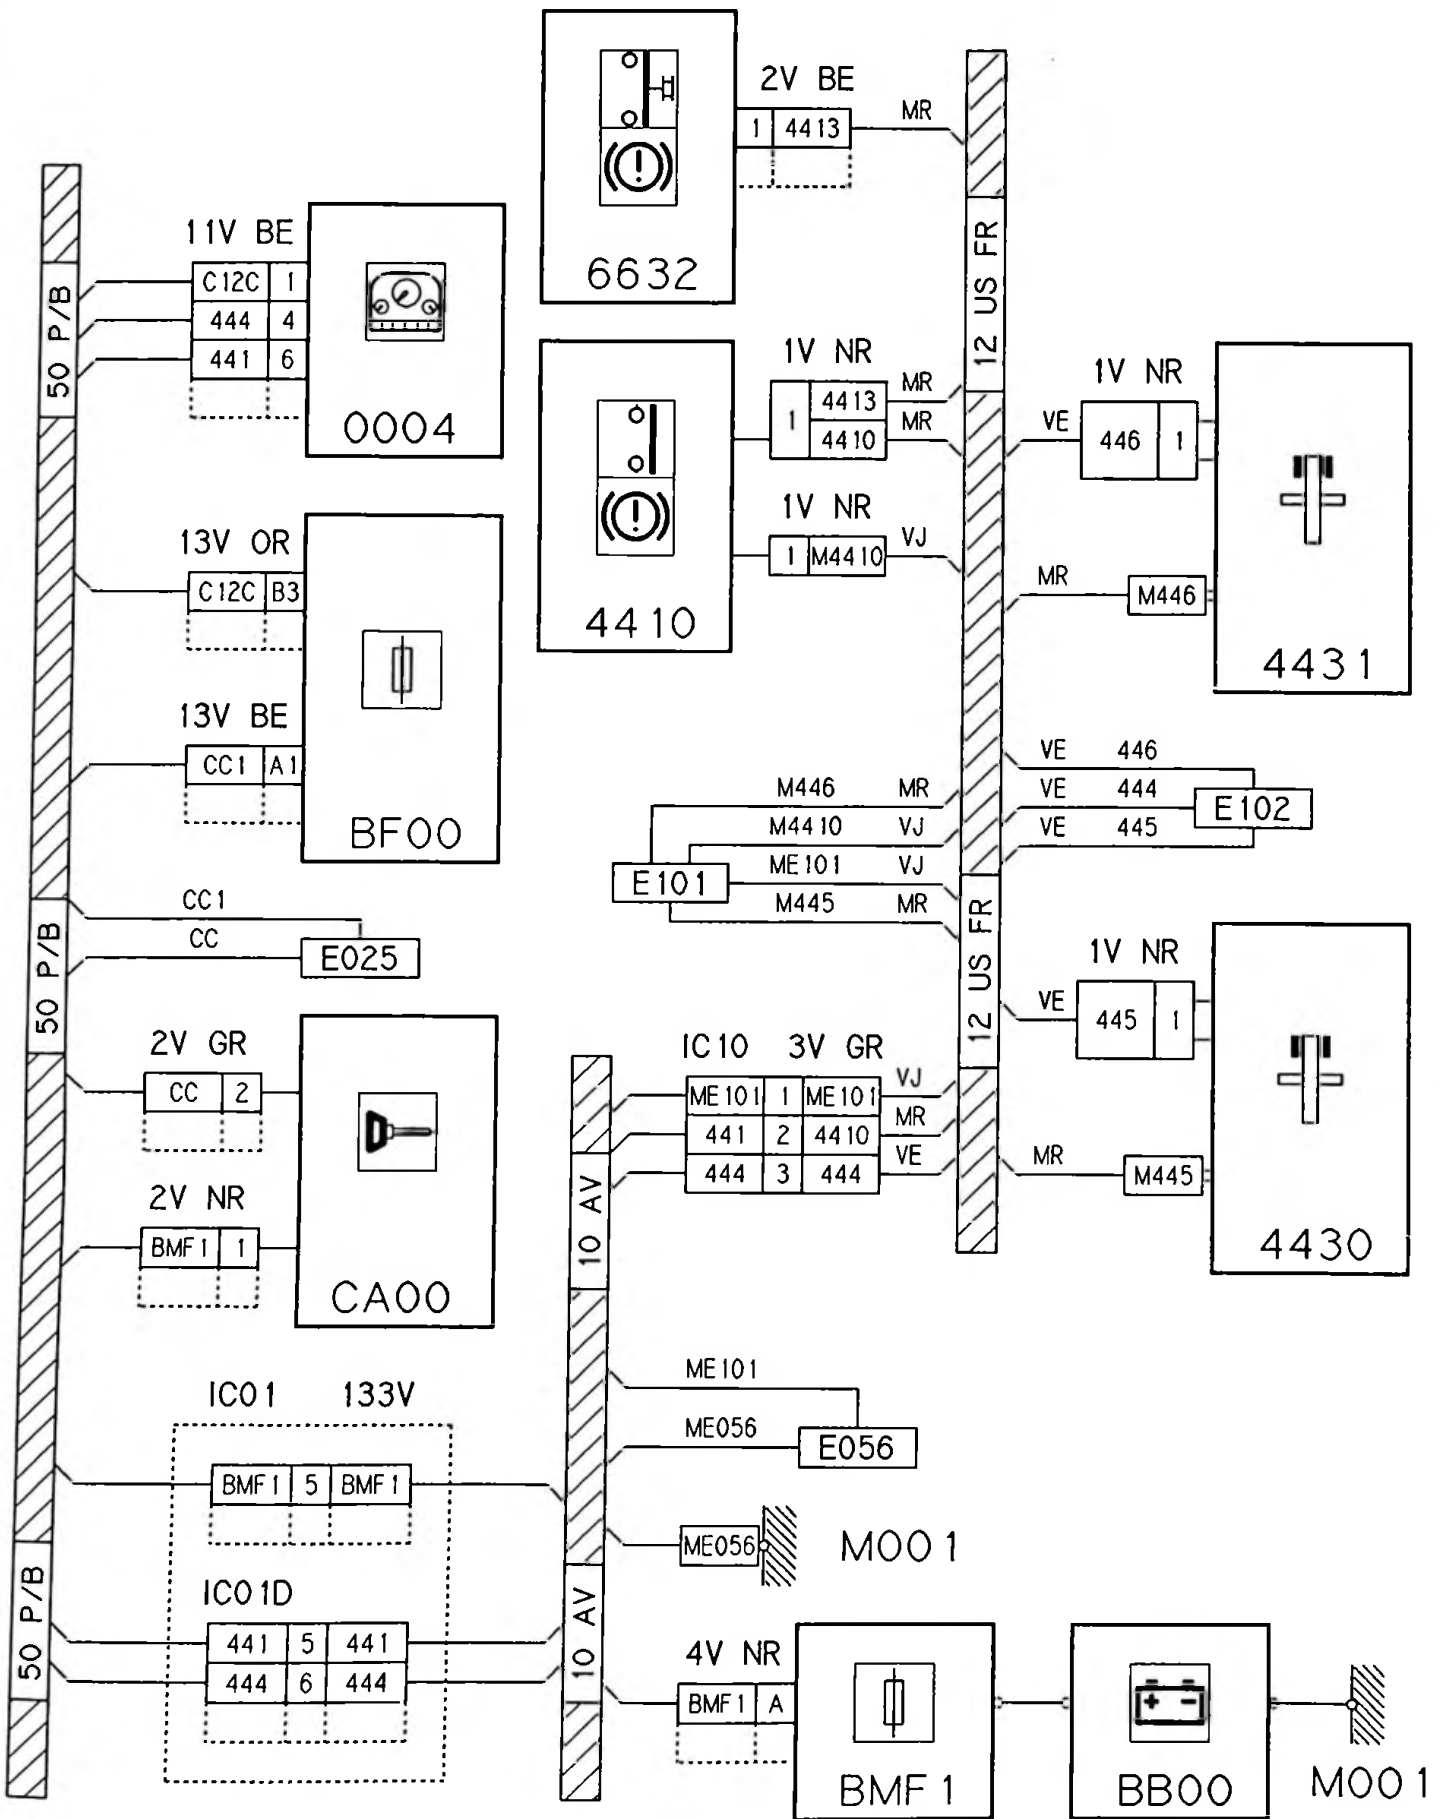 2V BE
1 4413
MR
6632
12 US FR
50 P/B
11V BE
C12C 1
444 4
441 6
0004
1V NR
1 4413 MR
4410 MR
1V NR
1 M4410 VJ
4410
1V NR
VE 446 1
MR M446
4431
13V OR
C12C B3
13V BE
CC1 A1
BF00
VE 446
VE 444
VE 445
E102
M446 MR
M4410 VJ
ME101 VJ
M445 MR
E101
CC1
CC
E025
50 P/B
12 US FR
1V NR
VE 445 1
MR M445
4430
2V GR
CC 2
2V NR
BMF1 1
CA00
IC10 3V GR
ME101 1 ME101 VJ
441 2 4410 MR
444 3 444 VE
10 AV
ME101
ME056
E056
IC01 133V
BMF1 5 BMF1
ME056
M001
IC01D
441 5 441
444 6 444
50 P/B
10 AV
4V NR
BMF1 A
BMF1
+ -
BB00
M001